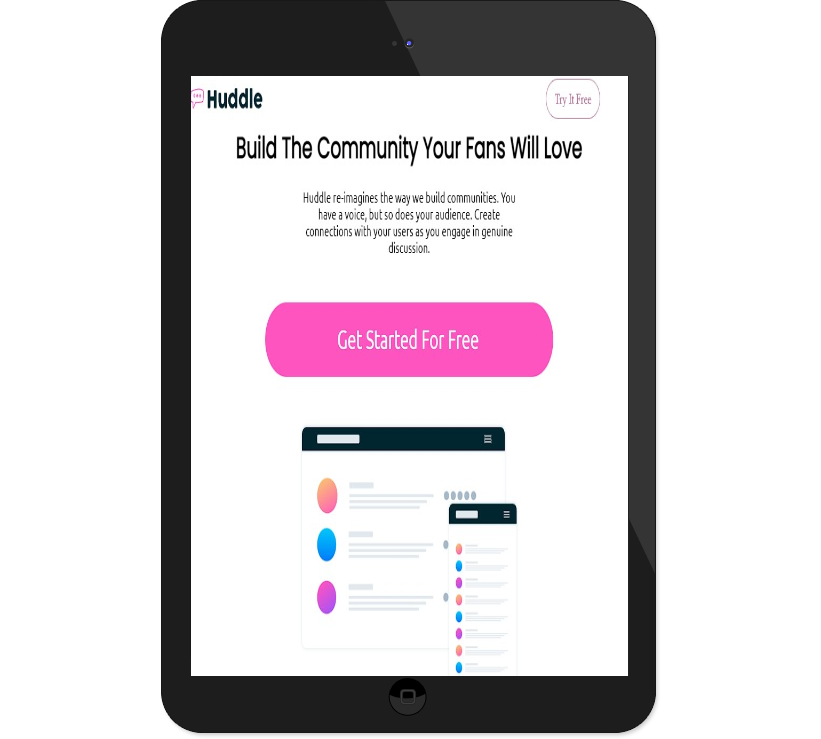 Huddle
Try It Free
Build The Community Your Fans Will Love
Huddle re-imagines the way we build communities. You
have a voice, but so does your audience. Create
connections with your users as you engage in genuine
discussion.
Get Started For Free